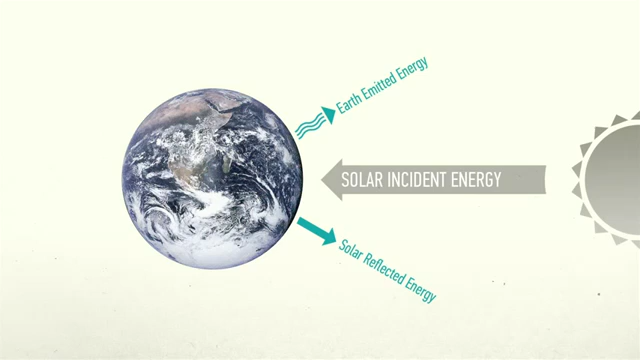 Earth Emitted Energy
SOLAR INCIDENT ENERGY
Solar Reflected Energy